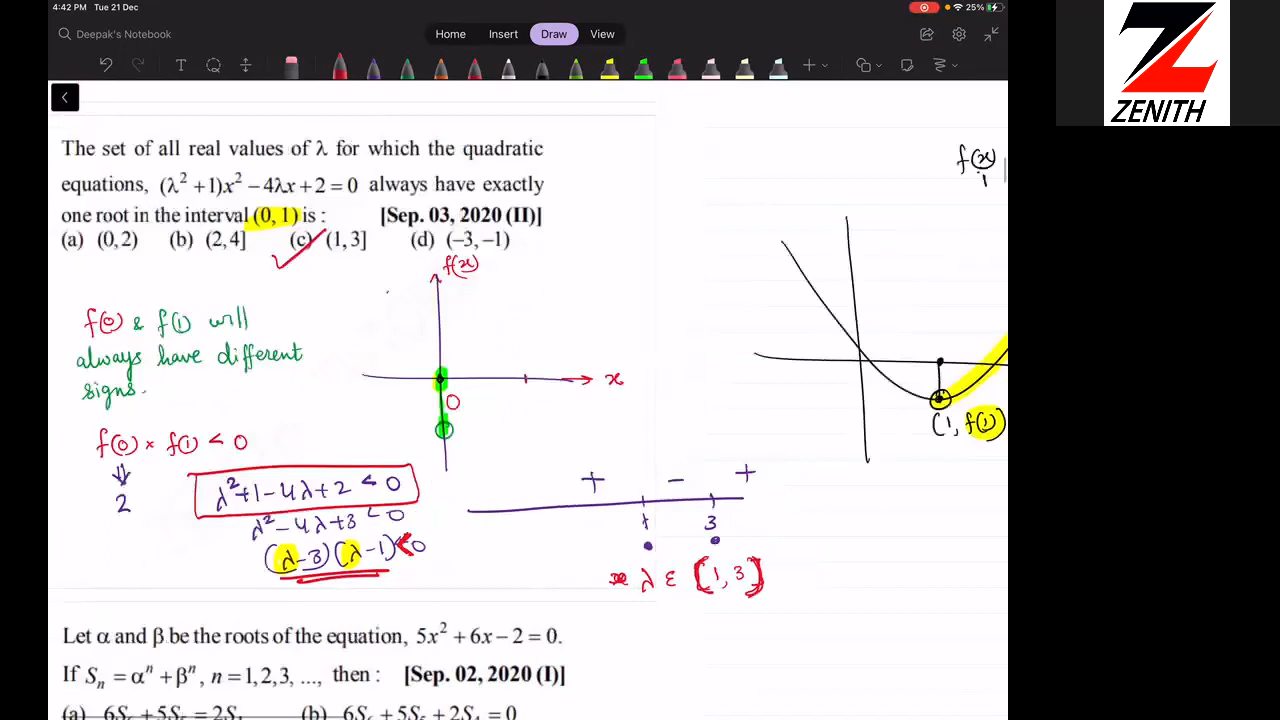 4:42 PM Tue 21 Dec
25%
Deepak's Notebook
Home Insert Draw View
ZENITH
The set of all real values of λ for which the quadratic
equations, (λ² + 1)x² − 4λx + 2 = 0 always have exactly
one root in the interval (0, 1) is : [Sep. 03, 2020 (II)]
(a) (0, 2) (b) (2, 4] (c) (1, 3] (d) (−3, −1)
f(x)
f(0) & f(1) will
always have different
signs.
x
0
f(0) × f(1) < 0
2
λ²+1−4λ+2 < 0
λ²−4λ+3 < 0
(λ−3)(λ−1) < 0
+ − +
1 3
λ ε (1, 3]
f(x)
1
(1, f(1))
Let α and β be the roots of the equation, 5x² + 6x − 2 = 0.
If Sₙ = αⁿ + βⁿ, n = 1, 2, 3, ..., then : [Sep. 02, 2020 (I)]